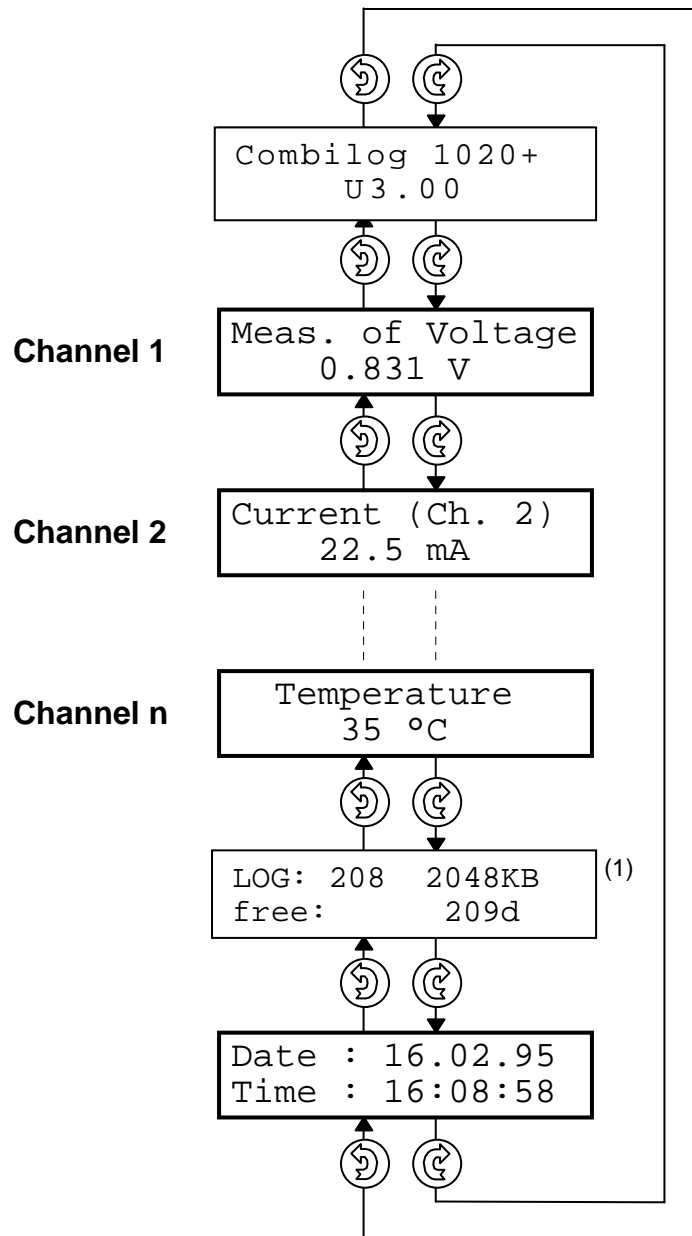 Combilog 1020+
U3.00
Channel 1
Meas. of Voltage
0.831 V
Channel 2
Current (Ch. 2)
22.5 mA
Channel n
Temperature
35 °C
LOG: 208 2048KB
(1)
free: 209d
Date : 16.02.95
Time : 16:08:58